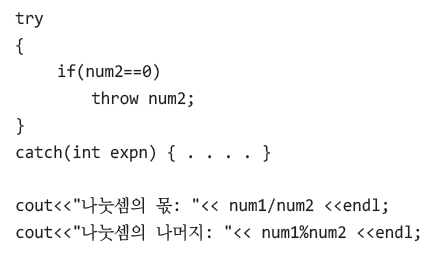 try
{
if(num2==0)
throw num2;
}
catch(int expn) { . . . . }
cout<<"나눗셈의 몫: "<< num1/num2 <<endl;
cout<<"나눗셈의 나머지: "<< num1%num2 <<endl;